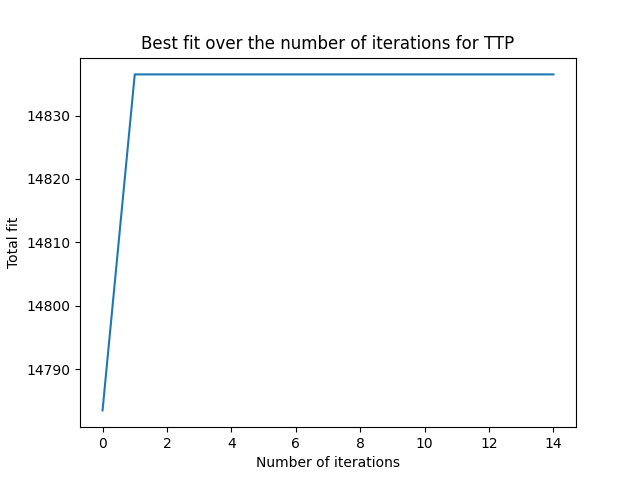 Best fit over the number of iterations for TTP
14830
14820
14810
14800
14790
Total fit
0 2 4 6 8 10 12 14
Number of iterations